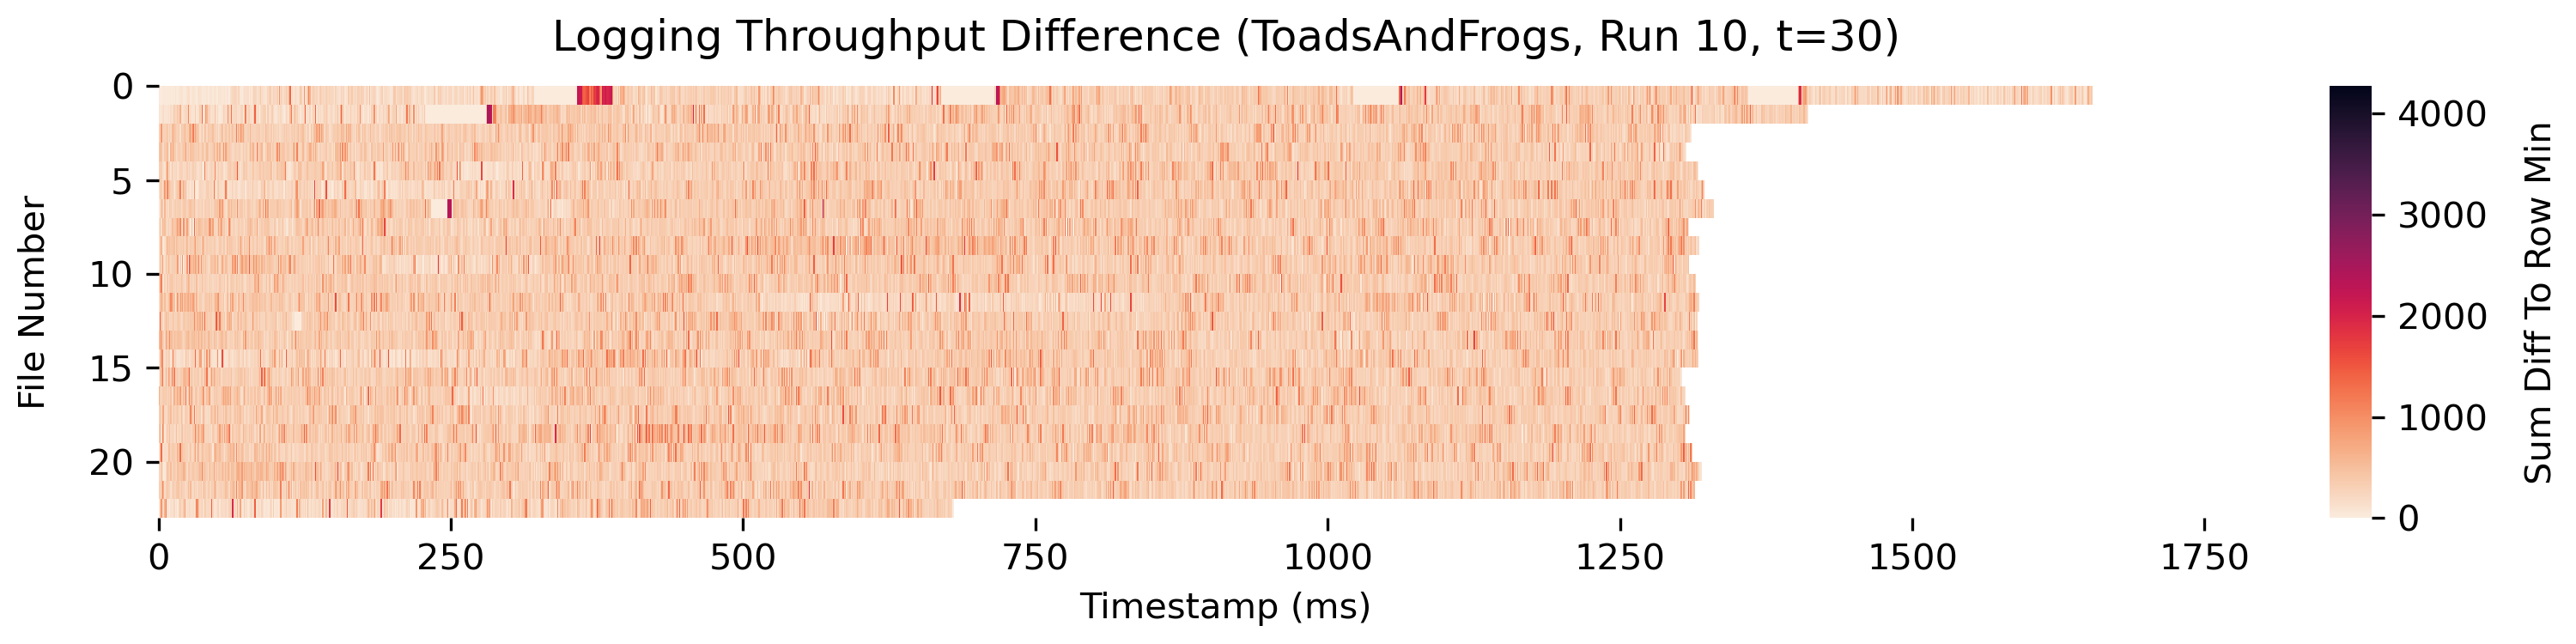 Logging Throughput Difference (ToadsAndFrogs, Run 10, t=30)
File Number
0
5
10
15
20
0 250 500 750 1000 1250 1500 1750
Timestamp (ms)
4000
3000
2000
1000
0
Sum Diff To Row Min